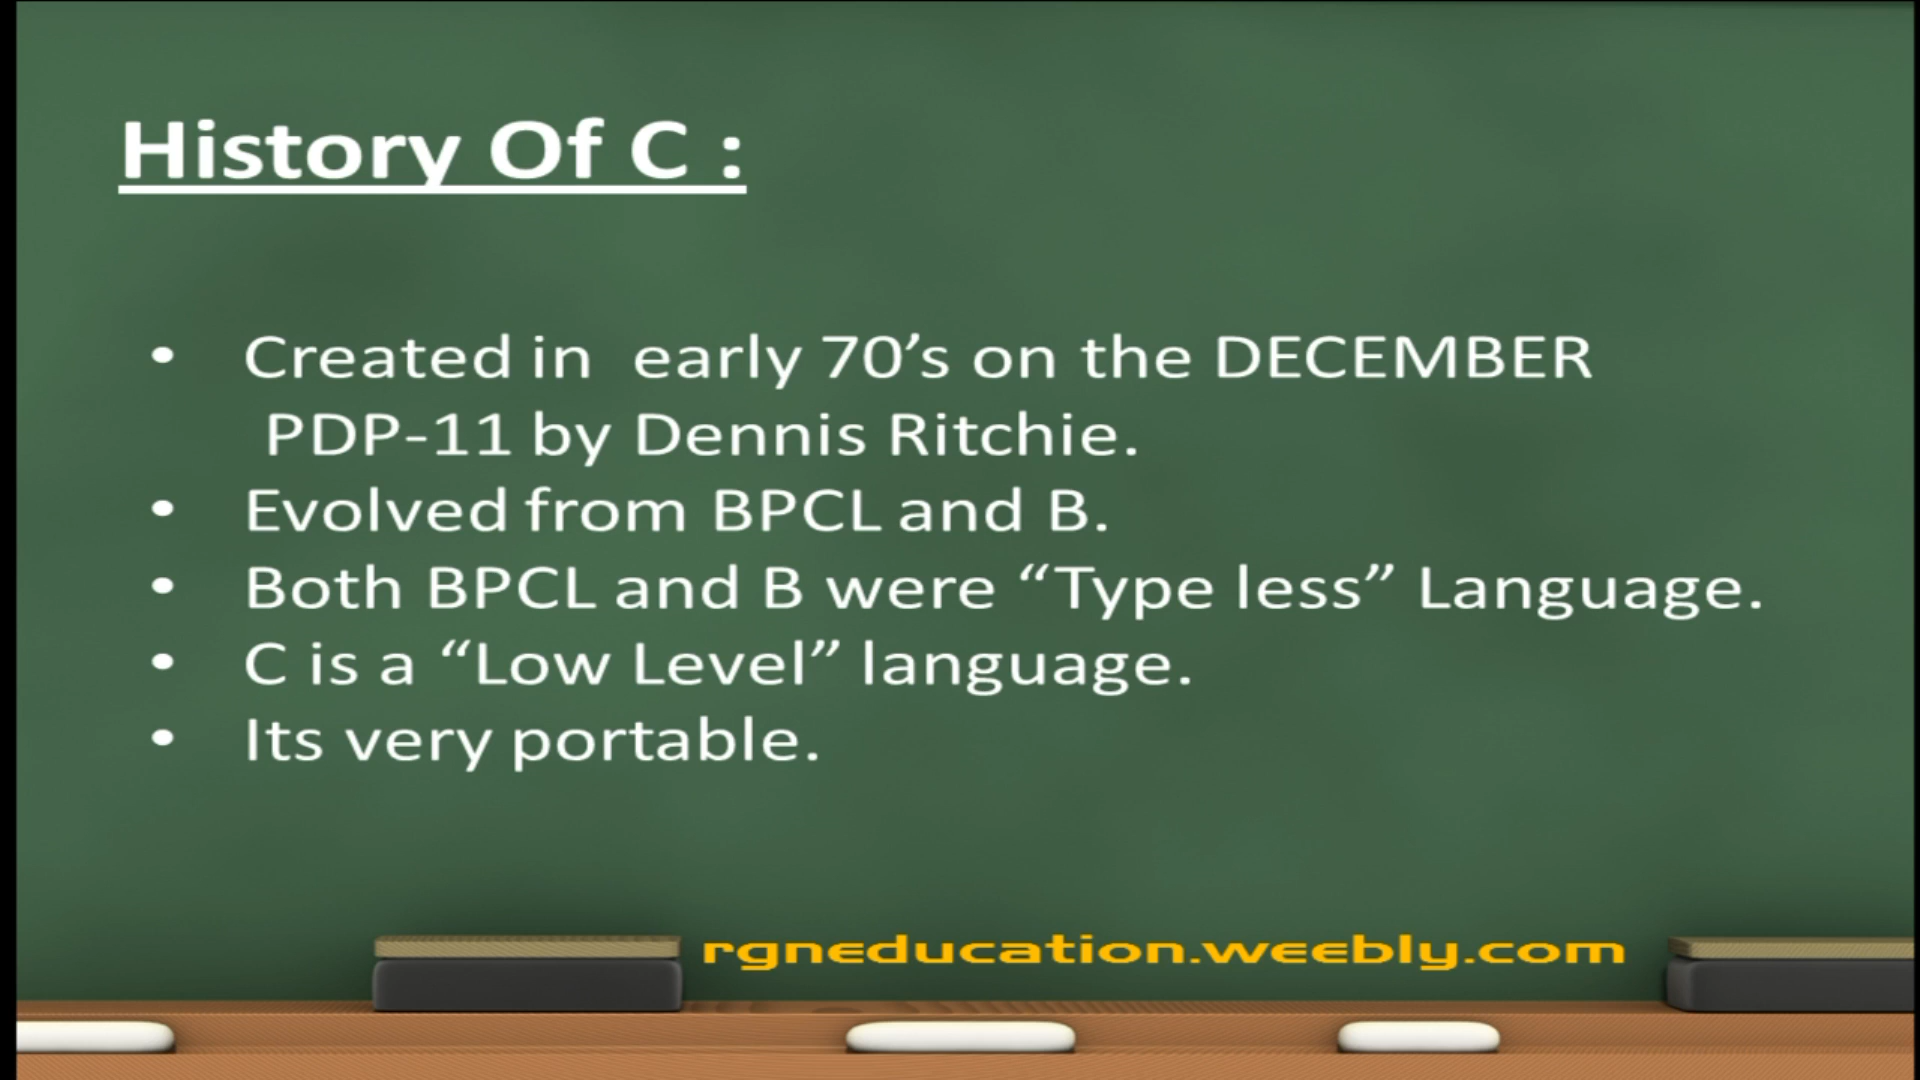 History Of C :
• Created in early 70’s on the DECEMBER
PDP-11 by Dennis Ritchie.
• Evolved from BPCL and B.
• Both BPCL and B were “Type less” Language.
• C is a “Low Level” language.
• Its very portable.
rgneducation.weebly.com